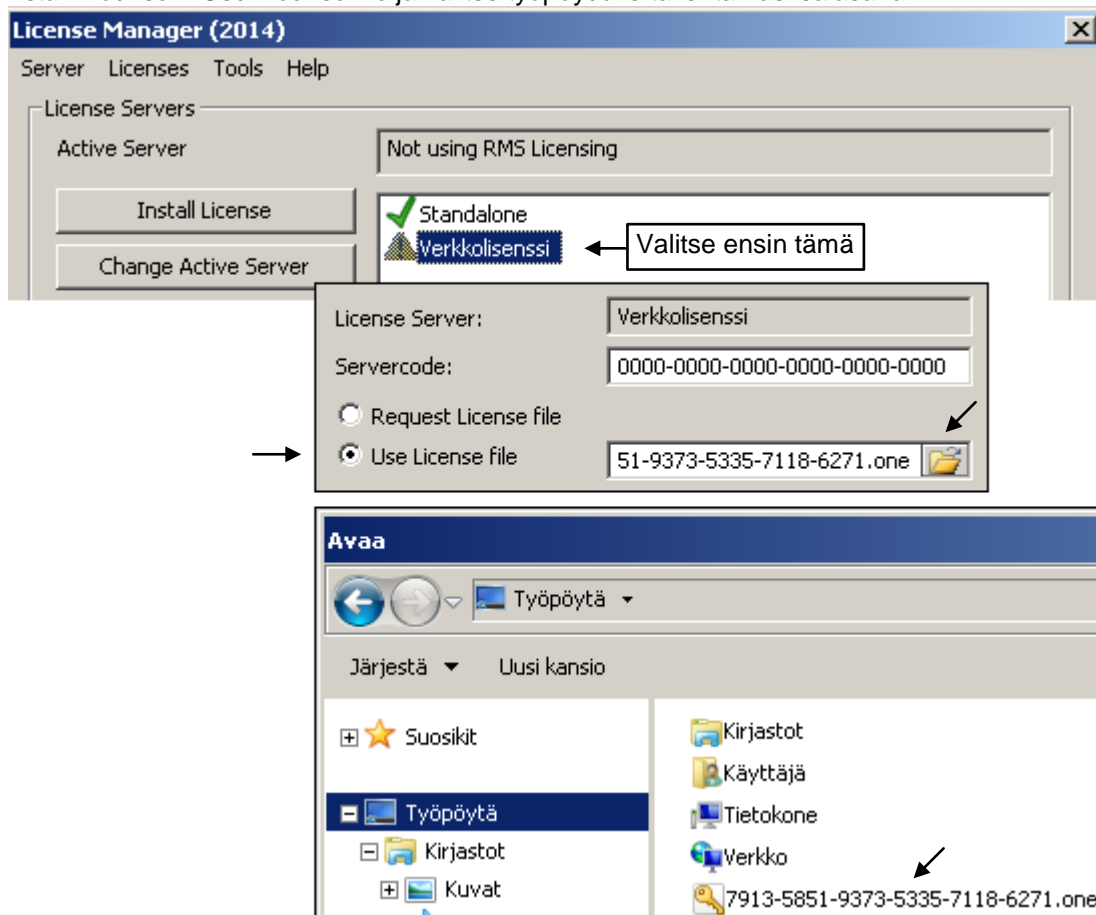 License Manager (2014)
Server Licenses Tools Help
License Servers
Active Server Not using RMS Licensing
Install License
Standalone
Verkkolisenssi
Valitse ensin tämä
Change Active Server
License Server: Verkkolisenssi
Servercode: 0000-0000-0000-0000-0000-0000
Request License file
Use License file 51-9373-5335-7118-6271.one
Avaa
Työpöytä
Järjestä Uusi kansio
Suosikit
Kirjastot
Käyttäjä
Työpöytä
Tietokone
Kirjastot
Verkko
Kuvat
7913-5851-9373-5335-7118-6271.one